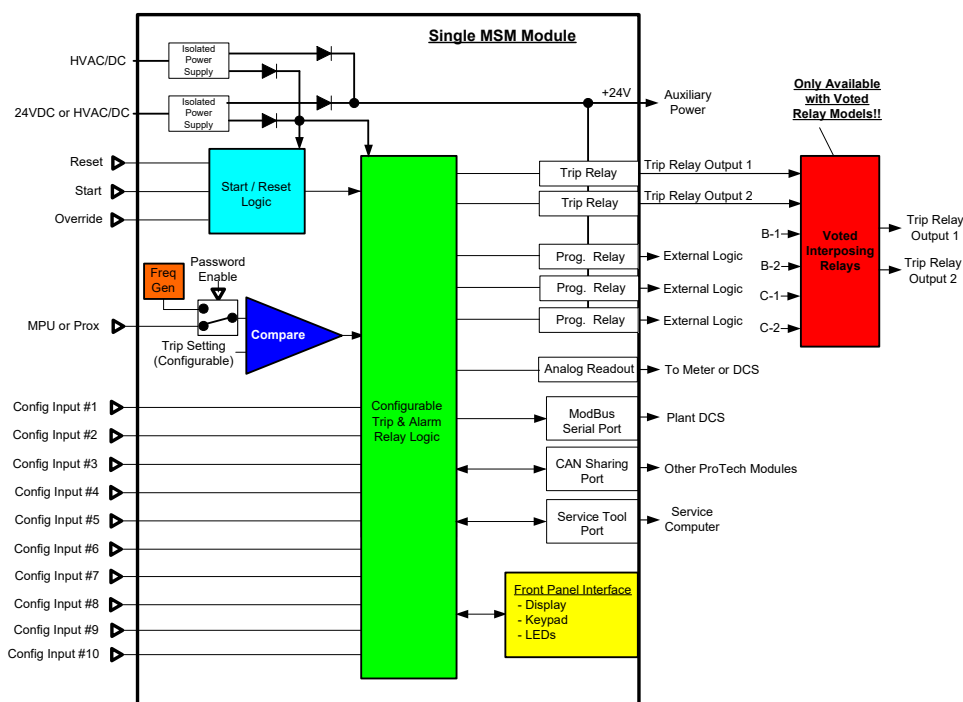 Single MSM Module
HVAC/DC
Isolated
Power
Supply
24VDC or HVAC/DC
Isolated
Power
Supply
+24V
Auxiliary
Power
Only Available
with Voted
Relay Models!!
Reset
Start
Override
Start / Reset
Logic
Trip Relay
Trip Relay Output 1
Trip Relay
Trip Relay Output 2
Prog. Relay
External Logic
Prog. Relay
External Logic
Prog. Relay
External Logic
B-1
B-2
C-1
C-2
Voted
Interposing
Relays
Trip Relay
Output 1
Trip Relay
Output 2
Freq
Gen
Password
Enable
MPU or Prox
Trip Setting
(Configurable)
Compare
Configurable
Trip & Alarm
Relay Logic
Analog Readout
To Meter or DCS
ModBus
Serial Port
Plant DCS
CAN Sharing
Port
Other ProTech Modules
Service Tool
Port
Service
Computer
Config Input #1
Config Input #2
Config Input #3
Config Input #4
Config Input #5
Config Input #6
Config Input #7
Config Input #8
Config Input #9
Config Input #10
Front Panel Interface
- Display
- Keypad
- LEDs